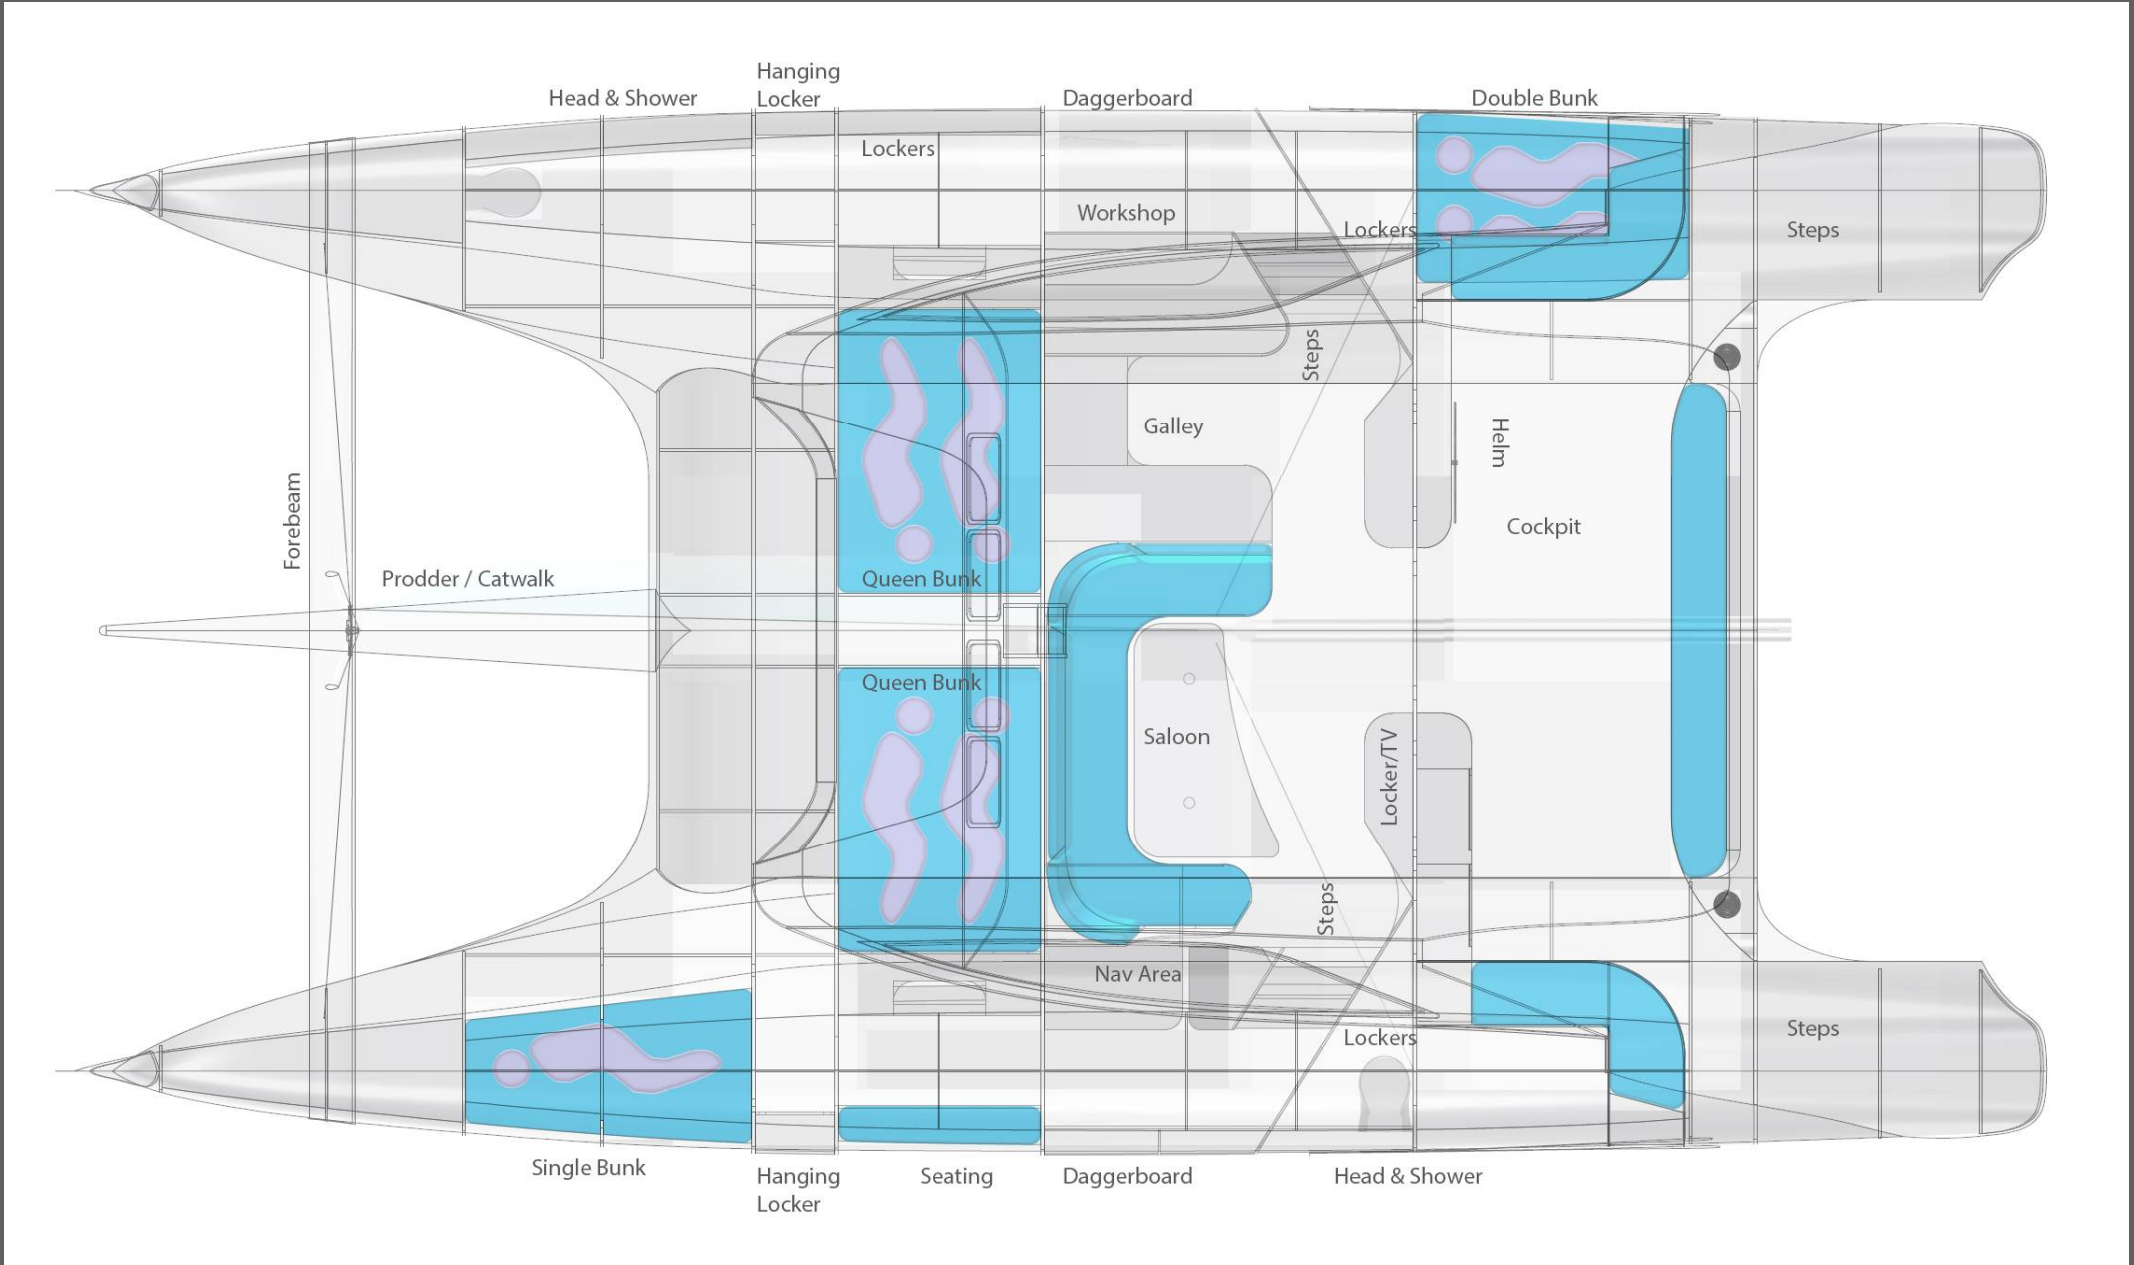 Hanging
Locker
Head & Shower
Daggerboard
Double Bunk
Lockers
Workshop
Lockers
Steps
Steps
Galley
Helm
Forebeam
Cockpit
Prodder / Catwalk
Queen Bunk
Queen Bunk
Saloon
Locker/TV
Steps
Nav Area
Lockers
Steps
Single Bunk
Hanging
Locker
Seating
Daggerboard
Head & Shower